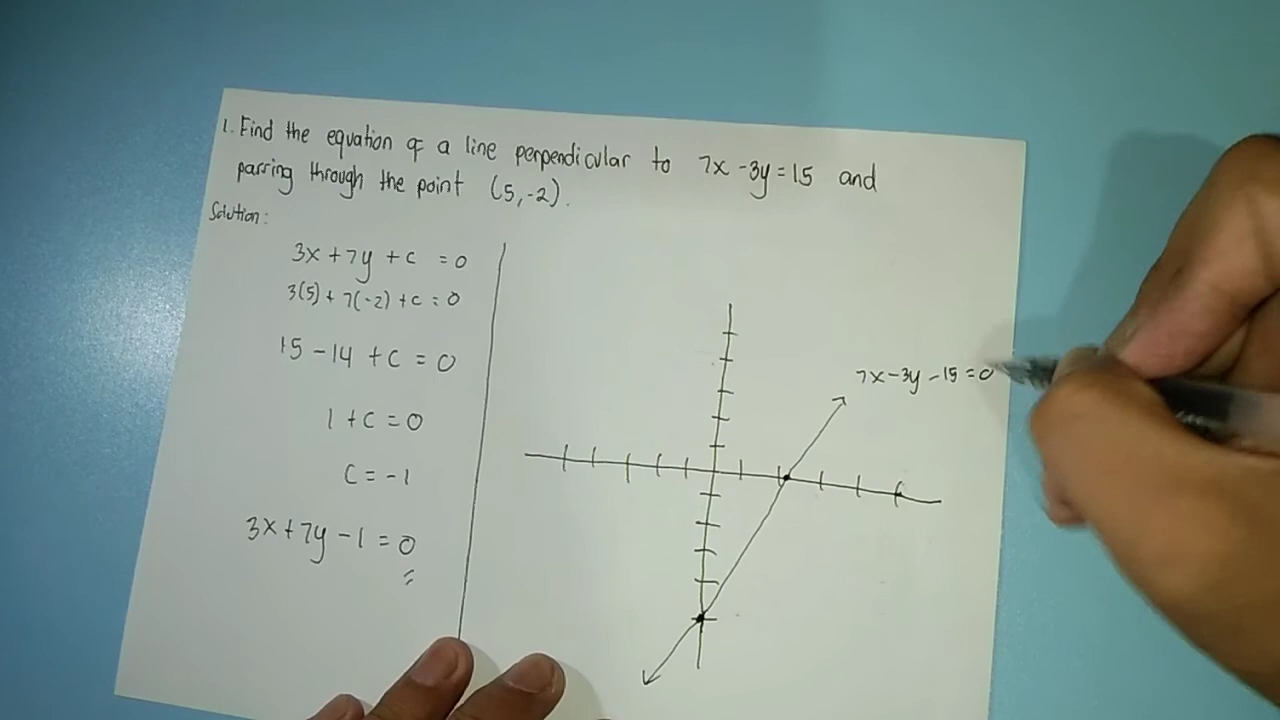 1. Find the equation of a line perpendicular to 7x - 3y = 15 and
passing through the point (5, -2).
Solution:
3x + 7y + c = 0
3(5) + 7(-2) + c = 0
15 - 14 + c = 0
1 + c = 0
c = -1
3x + 7y - 1 = 0
7x - 3y - 15 = 0